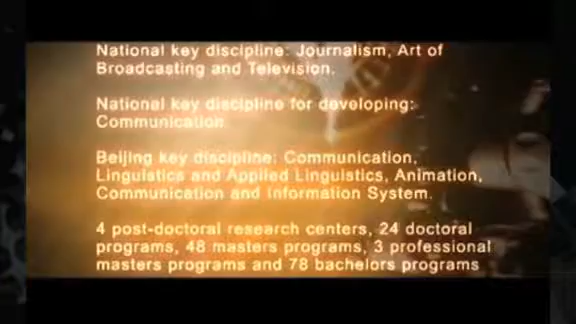 National key discipline: Journalism, Art of
Broadcasting and Television.
National key discipline for developing:
Communication.
Beijing key discipline: Communication,
Linguistics and Applied Linguistics, Animation,
Communication and Information System.
4 post-doctoral research centers, 24 doctoral
programs, 48 masters programs, 3 professional
masters programs and 78 bachelors programs